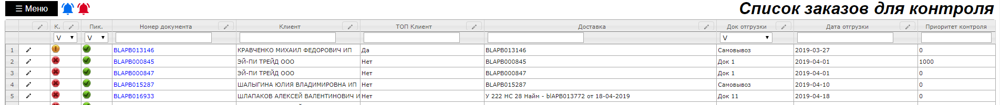 ☰ Меню
Список заказов для контроля
К. Пик. Номер документа Клиент ТОП Клиент Доставка Док отгрузки Дата отгрузки Приоритет контроля
V V V
1 BLAPB013146 КРАВЧЕНКО МИХАИЛ ФЕДОРОВИЧ ИП Да BLAPB013146 Самовывоз 2019-03-27 0
2 BLAPB000845 ЭЙ-ПИ ТРЕЙД ООО Нет BLAPB000845 Док 1 2019-04-01 1000
3 BLAPB000847 ЭЙ-ПИ ТРЕЙД ООО Нет BLAPB000847 Док 1 2019-04-01 0
4 BLAPB015287 ШАЛЫГИНА ЮЛИЯ ВЛАДИМИРОВНА ИП Нет BLAPB015287 Самовывоз 2019-04-10 0
5 BLAPB016933 ШЛАПАКОВ АЛЕКСЕЙ ВАЛЕНТИНОВИЧ И Нет У 222 НС 28 Найм - blAPB013772 от 18-04-2019 Док 11 2019-04-18 0